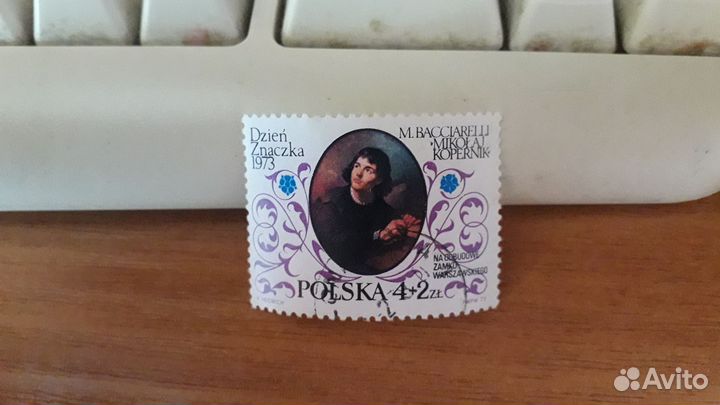 Dzień
Znaczka
1973
M. BACCIARELLI
"MIKOŁAJ
KOPERNIK"
NA ODBUDOWĘ
ZAMKU
WARSZAWSKIEGO
POLSKA 4+2 ZŁ
Avito